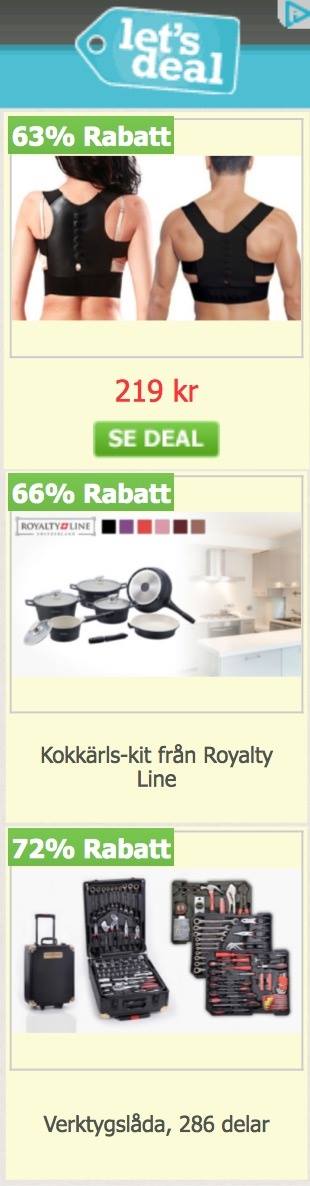 let's
deal
63% Rabatt
219 kr
SE DEAL
66% Rabatt
ROYALTY LINE
SWITZERLAND
Kokkärls-kit från Royalty
Line
72% Rabatt
Verktygslåda, 286 delar